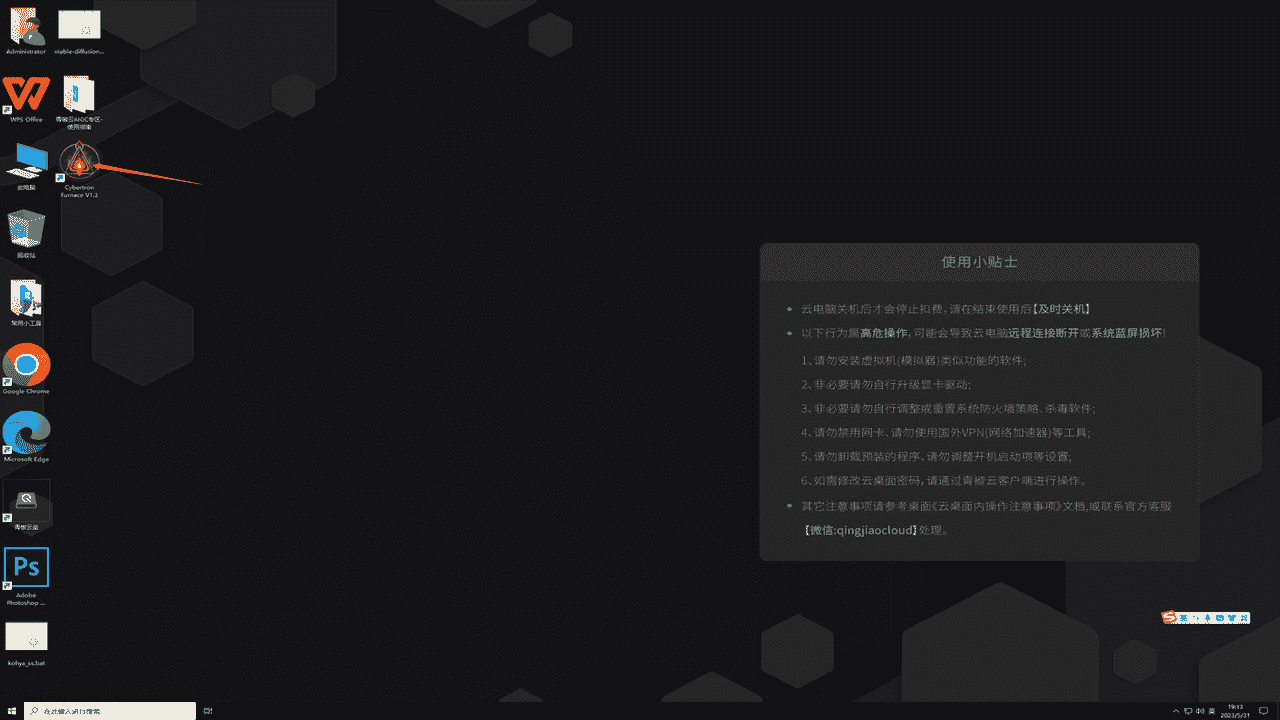 Administrator
stable-diffusion...
WPS Office
青椒云AIGC专区-
使用指南
此电脑
Cybertron
Furnace V1.3
回收站
常用小工具
Google Chrome
Microsoft Edge
青椒云盘
Ps
Adobe
Photoshop ...
kohya_ss.bat
使用小贴士
云电脑关机后才会停止扣费,请在结束使用后【及时关机】
以下行为属高危操作,可能会导致云电脑远程连接断开或系统蓝屏损坏!
1、请勿安装虚拟机(模拟器)类似功能的软件;
2、非必要请勿自行升级显卡驱动;
3、非必要请勿自行调整或重置系统防火墙策略、杀毒软件;
4、请勿禁用网卡、请勿使用国外VPN(网络加速器)等工具;
5、请勿卸载预装的程序、请勿调整开机启动项等设置;
6、如需修改云桌面密码,请通过青椒云客户端进行操作。
其它注意事项请参考桌面《云桌面内操作注意事项》文档,或联系官方客服
【微信:qingjiaocloud】处理。
英
在这里输入进行搜索
英
19:13
2023/5/31